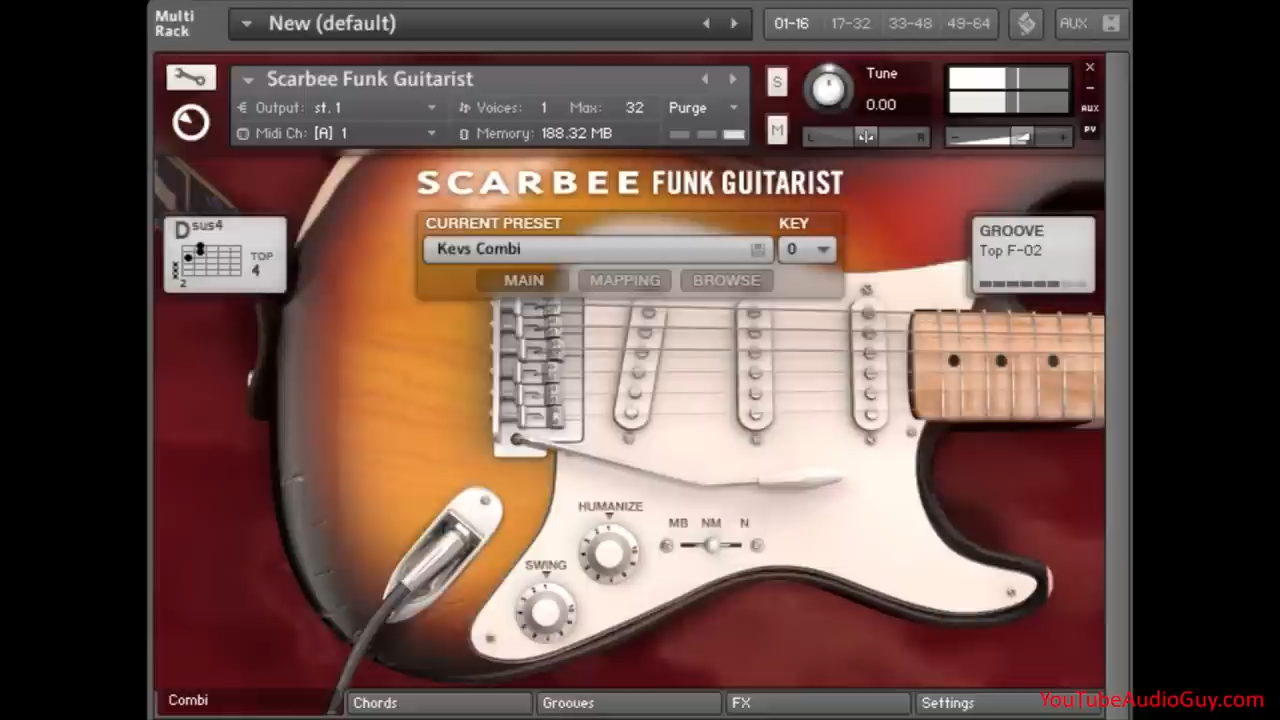 Multi Rack
New (default)
01-16 17-32 33-48 49-64 AUX
Scarbee Funk Guitarist
Output: st. 1 Voices: 1 Max: 32 Purge
Midi Ch: [A] 1 Memory: 188.32 MB
S
M
Tune
0.00
L R - +
AUX
PV
SCARBEE FUNK GUITARIST
Dsus4
TOP
4
2
CURRENT PRESET KEY
Kevs Combi 0
MAIN MAPPING BROWSE
GROOVE
Top F-02
HUMANIZE
MB NM N
SWING
Combi Chords Grooves FX Settings
YouTubeAudioGuy.com